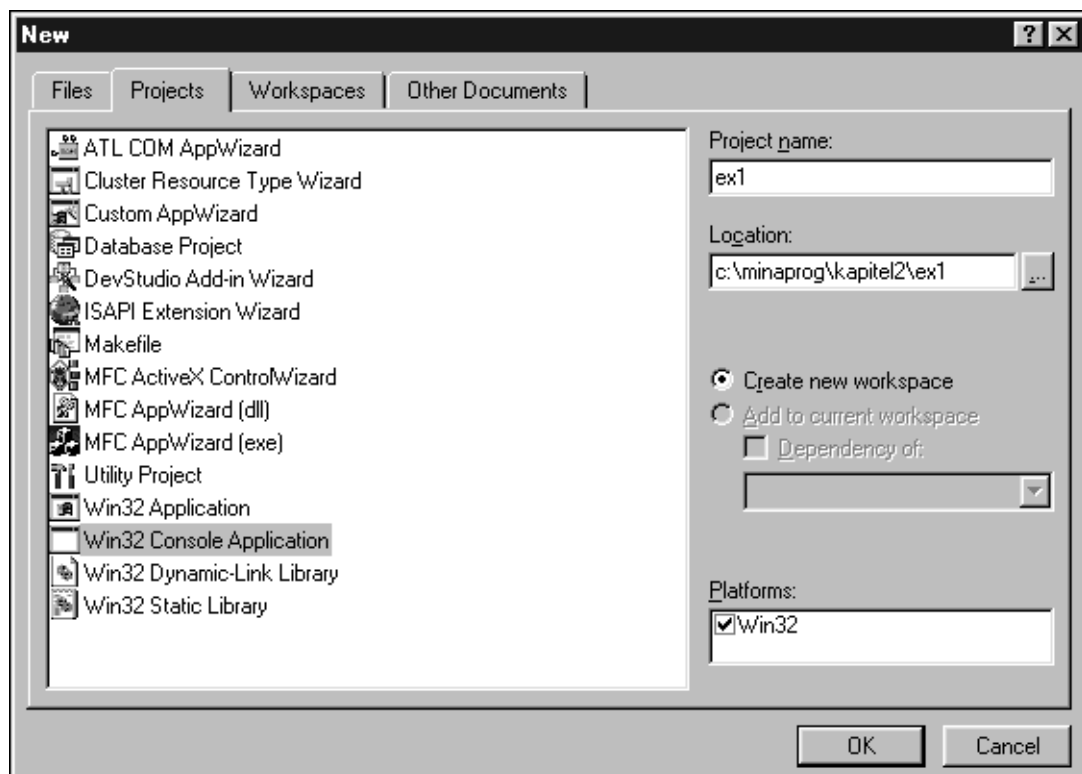 New
Files
Projects
Workspaces
Other Documents
ATL COM AppWizard
Cluster Resource Type Wizard
Custom AppWizard
Database Project
DevStudio Add-in Wizard
ISAPI Extension Wizard
Makefile
MFC ActiveX ControlWizard
MFC AppWizard (dll)
MFC AppWizard (exe)
Utility Project
Win32 Application
Win32 Console Application
Win32 Dynamic-Link Library
Win32 Static Library
Project name:
ex1
Location:
c:\minaprog\kapitel2\ex1
...
Create new workspace
Add to current workspace
Dependency of:
Platforms:
Win32
OK
Cancel